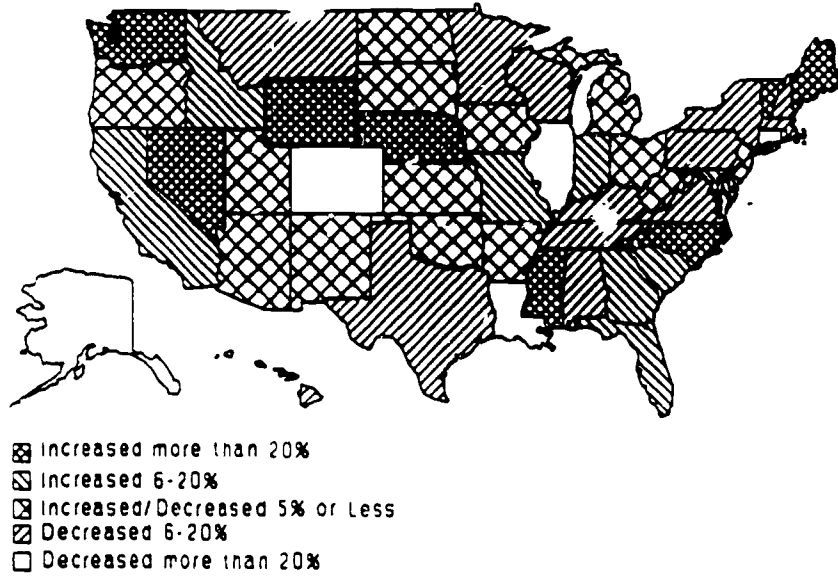 Increased more than 20%
Increased 6-20%
Increased/Decreased 5% or Less
Decreased 6-20%
Decreased more than 20%